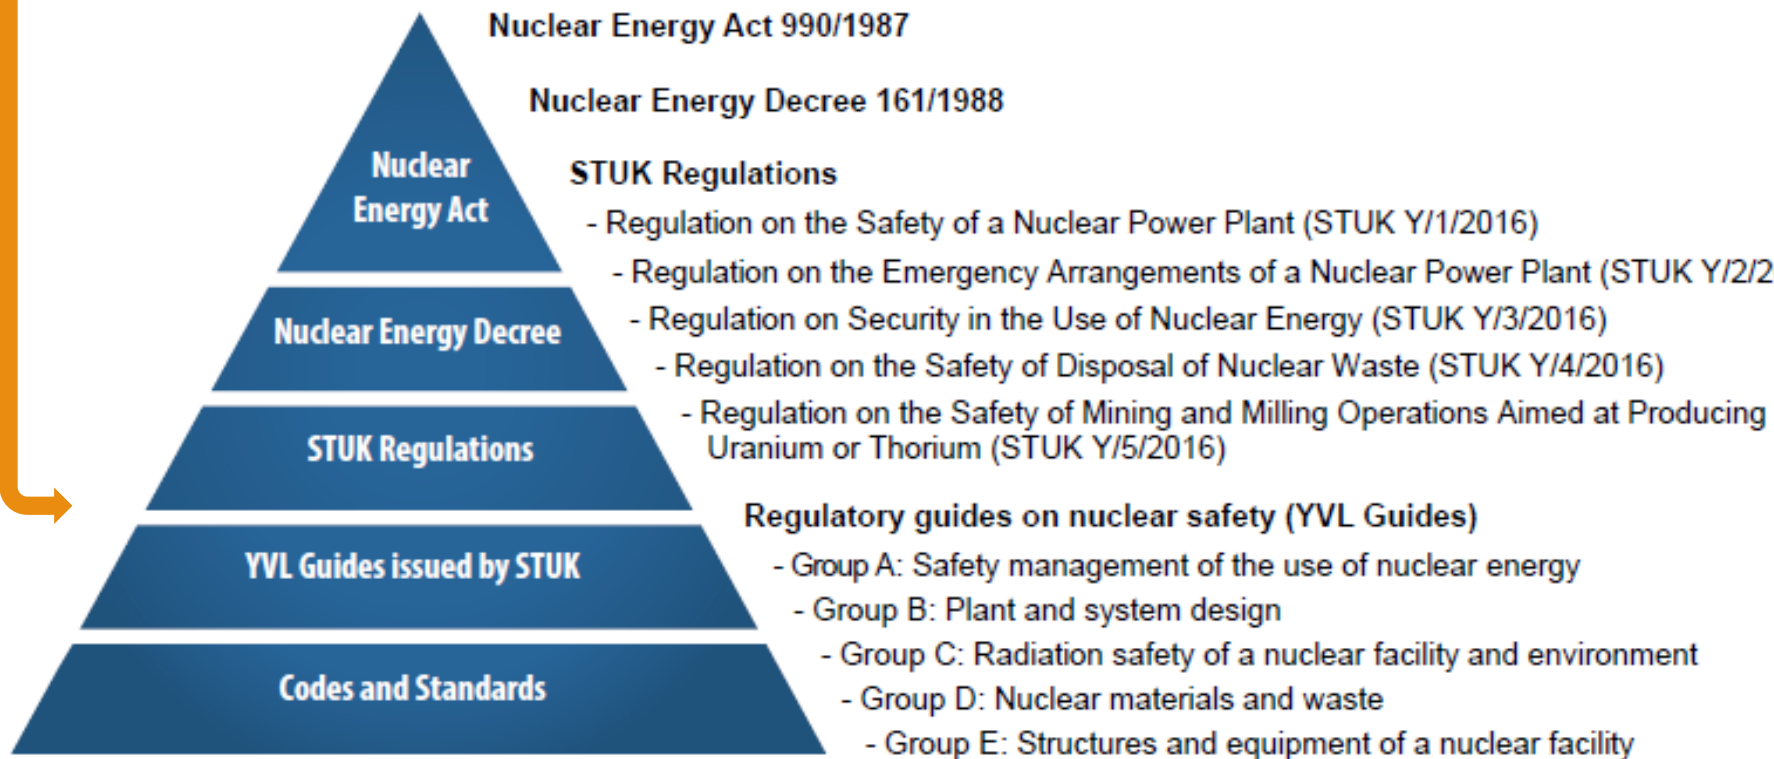 Nuclear Energy Act 990/1987
Nuclear Energy Decree 161/1988
Nuclear
Energy Act
STUK Regulations
- Regulation on the Safety of a Nuclear Power Plant (STUK Y/1/2016)
- Regulation on the Emergency Arrangements of a Nuclear Power Plant (STUK Y/2/2
- Regulation on Security in the Use of Nuclear Energy (STUK Y/3/2016)
- Regulation on the Safety of Disposal of Nuclear Waste (STUK Y/4/2016)
- Regulation on the Safety of Mining and Milling Operations Aimed at Producing
Uranium or Thorium (STUK Y/5/2016)
Nuclear Energy Decree
STUK Regulations
Regulatory guides on nuclear safety (YVL Guides)
- Group A: Safety management of the use of nuclear energy
- Group B: Plant and system design
- Group C: Radiation safety of a nuclear facility and environment
- Group D: Nuclear materials and waste
- Group E: Structures and equipment of a nuclear facility
YVL Guides issued by STUK
Codes and Standards